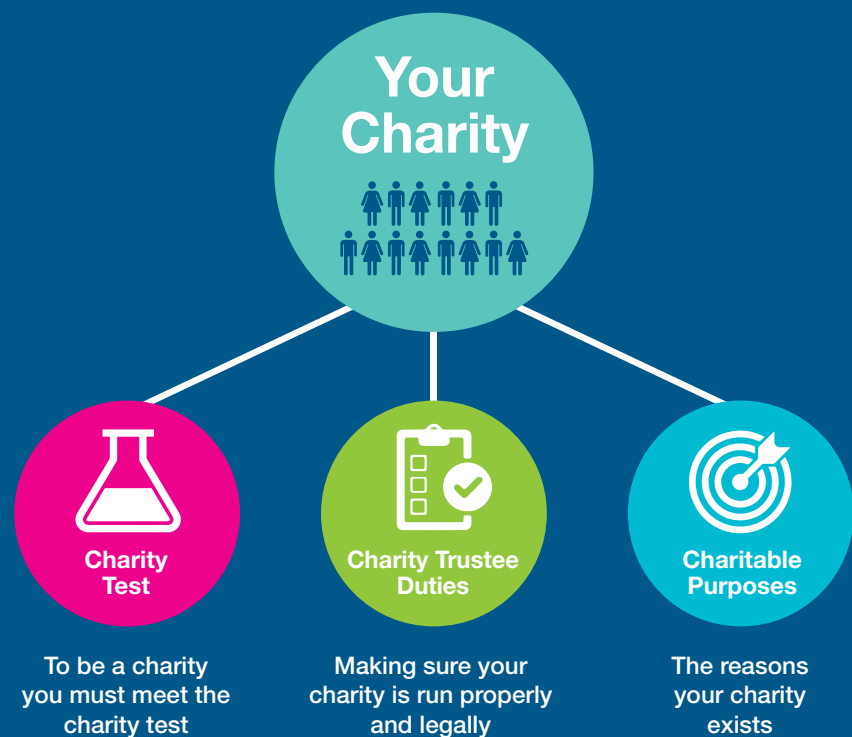 Your
Charity
Charity
Test
Charity Trustee
Duties
Charitable
Purposes
To be a charity
you must meet the
charity test
Making sure your
charity is run properly
and legally
The reasons
your charity
exists